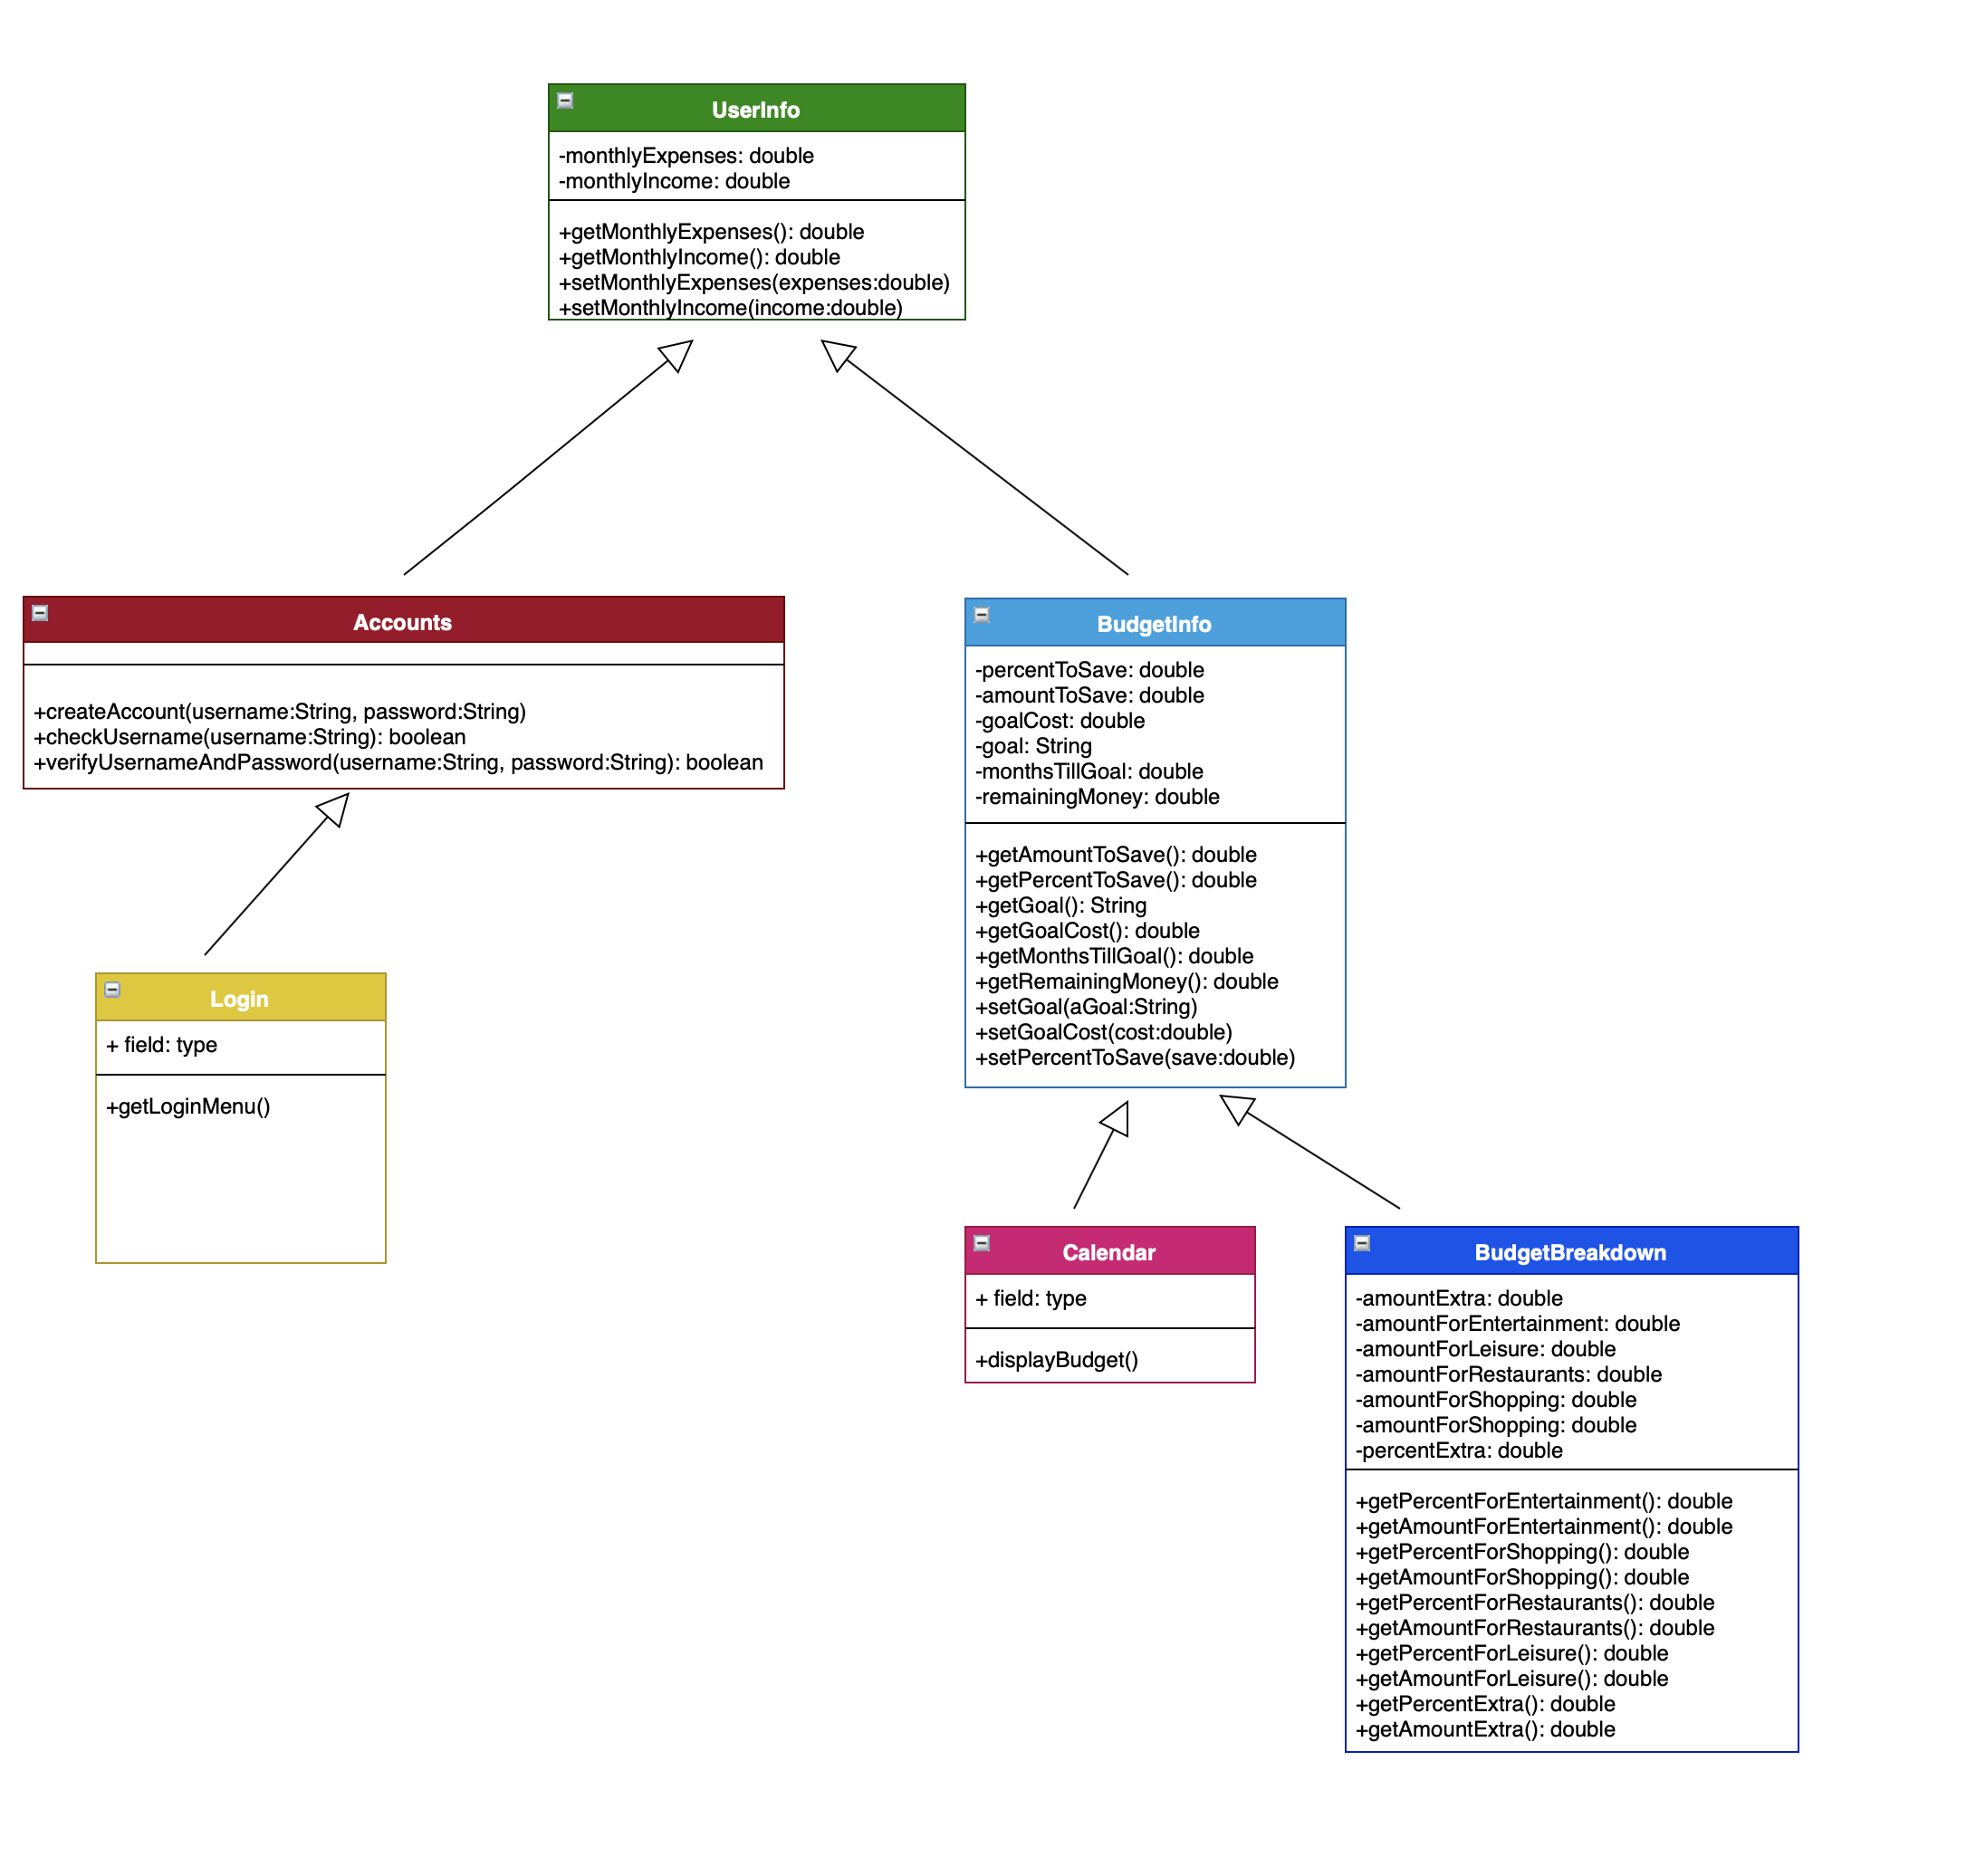 UserInfo
-monthlyExpenses: double
-monthlyIncome: double
+getMonthlyExpenses(): double
+getMonthlyIncome(): double
+setMonthlyExpenses(expenses:double)
+setMonthlyIncome(income:double)
Accounts
+createAccount(username:String, password:String)
+checkUsername(username:String): boolean
+verifyUsernameAndPassword(username:String, password:String): boolean
BudgetInfo
-percentToSave: double
-amountToSave: double
-goalCost: double
-goal: String
-monthsTillGoal: double
-remainingMoney: double
+getAmountToSave(): double
+getPercentToSave(): double
+getGoal(): String
+getGoalCost(): double
+getMonthsTillGoal(): double
+getRemainingMoney(): double
+setGoal(aGoal:String)
+setGoalCost(cost:double)
+setPercentToSave(save:double)
Login
+ field: type
+getLoginMenu()
Calendar
+ field: type
+displayBudget()
BudgetBreakdown
-amountExtra: double
-amountForEntertainment: double
-amountForLeisure: double
-amountForRestaurants: double
-amountForShopping: double
-amountForShopping: double
-percentExtra: double
+getPercentForEntertainment(): double
+getAmountForEntertainment(): double
+getPercentForShopping(): double
+getAmountForShopping(): double
+getPercentForRestaurants(): double
+getAmountForRestaurants(): double
+getPercentForLeisure(): double
+getAmountForLeisure(): double
+getPercentExtra(): double
+getAmountExtra(): double